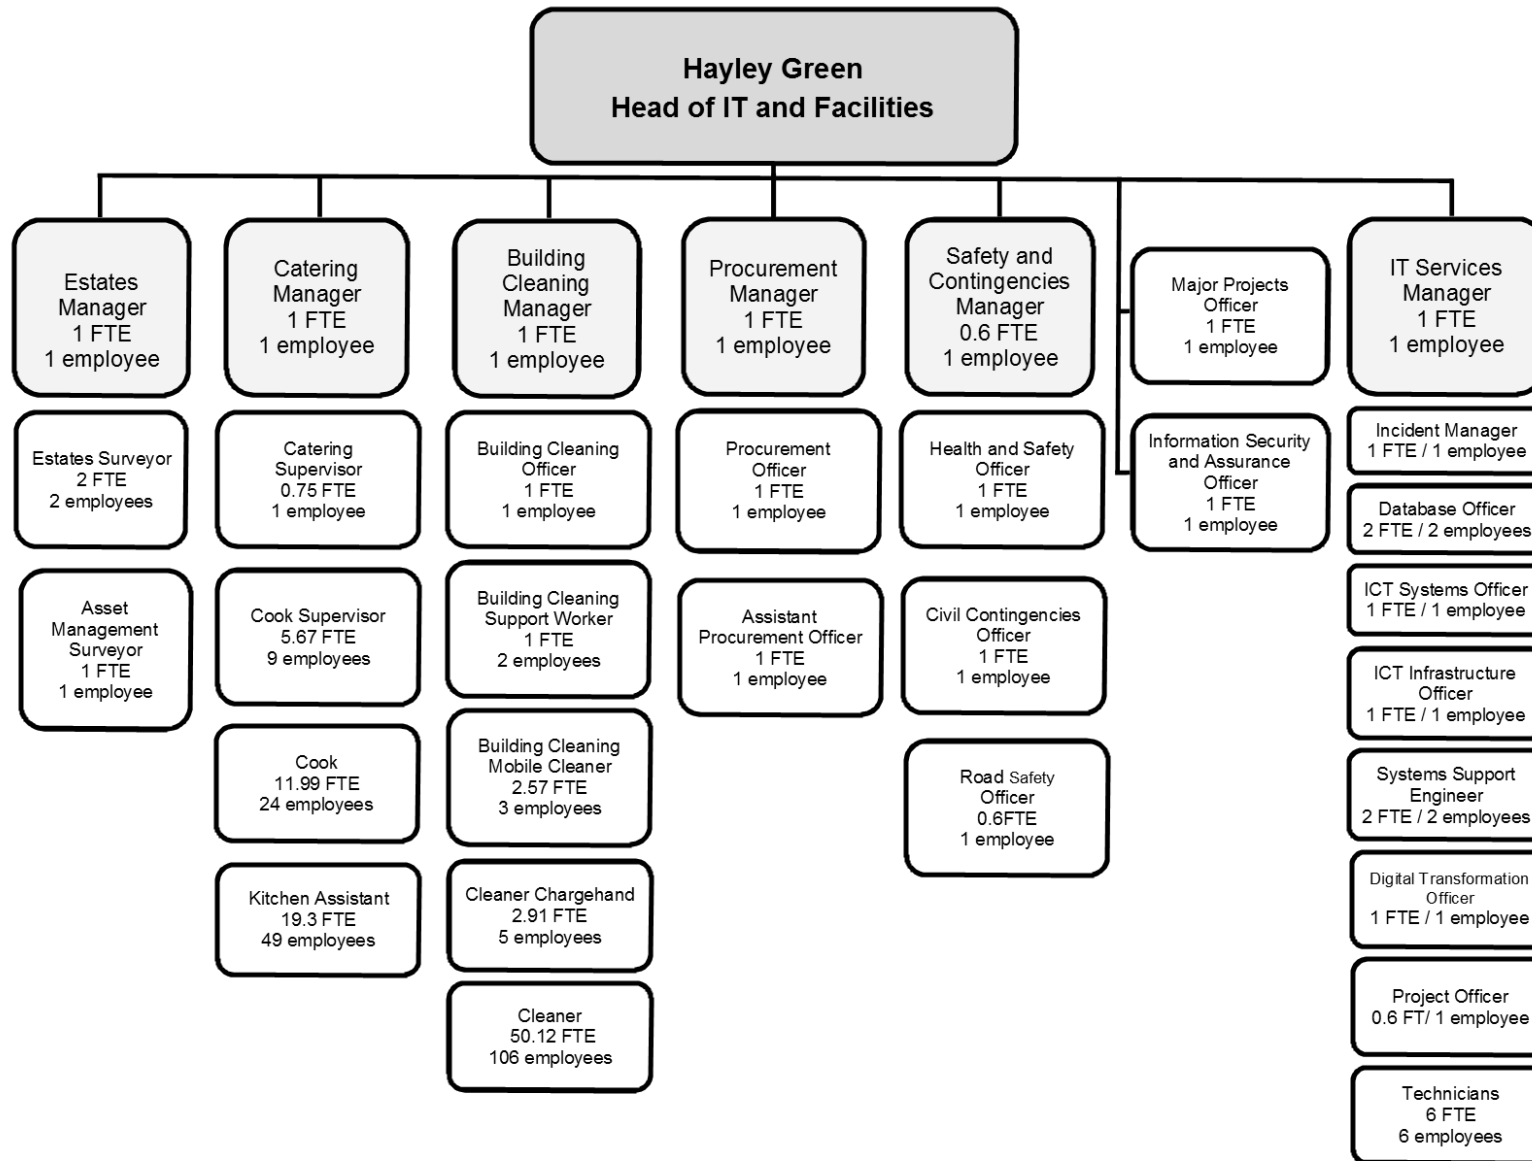 Hayley Green
Head of IT and Facilities
Estates
Manager
1 FTE
1 employee
Estates Surveyor
2 FTE
2 employees
Asset
Management
Surveyor
1 FTE
1 employee
Catering
Manager
1 FTE
1 employee
Catering
Supervisor
0.75 FTE
1 employee
Cook Supervisor
5.67 FTE
9 employees
Cook
11.99 FTE
24 employees
Kitchen Assistant
19.3 FTE
49 employees
Building
Cleaning
Manager
1 FTE
1 employee
Building Cleaning
Officer
1 FTE
1 employee
Building Cleaning
Support Worker
1 FTE
2 employees
Building Cleaning
Mobile Cleaner
2.57 FTE
3 employees
Cleaner Chargehand
2.91 FTE
5 employees
Cleaner
50.12 FTE
106 employees
Procurement
Manager
1 FTE
1 employee
Procurement
Officer
1 FTE
1 employee
Assistant
Procurement Officer
1 FTE
1 employee
Safety and
Contingencies
Manager
0.6 FTE
1 employee
Health and Safety
Officer
1 FTE
1 employee
Civil Contingencies
Officer
1 FTE
1 employee
Road Safety
Officer
0.6FTE
1 employee
Major Projects
Officer
1 FTE
1 employee
Information Security
and Assurance
Officer
1 FTE
1 employee
IT Services
Manager
1 FTE
1 employee
Incident Manager
1 FTE / 1 employee
Database Officer
2 FTE / 2 employees
ICT Systems Officer
1 FTE / 1 employee
ICT Infrastructure
Officer
1 FTE / 1 employee
Systems Support
Engineer
2 FTE / 2 employees
Digital Transformation
Officer
1 FTE / 1 employee
Project Officer
0.6 FT/ 1 employee
Technicians
6 FTE
6 employees